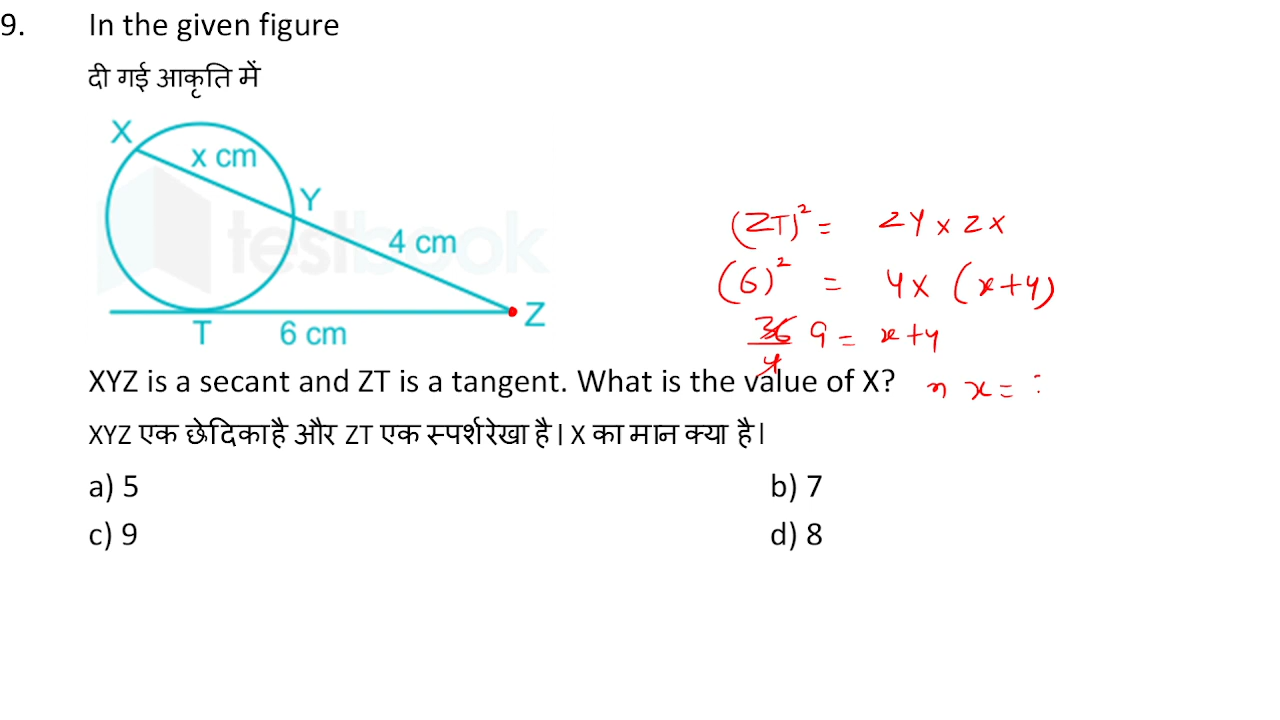 9. In the given figure
दी गई आकृति में
X
x cm
Y
testbook
4 cm
Z
T 6 cm
(ZT)² = ZY × ZX
(6)² = 4 × (x+4)
36/4 9 = x+4
x =
XYZ is a secant and ZT is a tangent. What is the value of X?
XYZ एक छेदिकाहै और ZT एक स्पर्शरेखा है। X का मान क्या है।
a) 5 b) 7
c) 9 d) 8